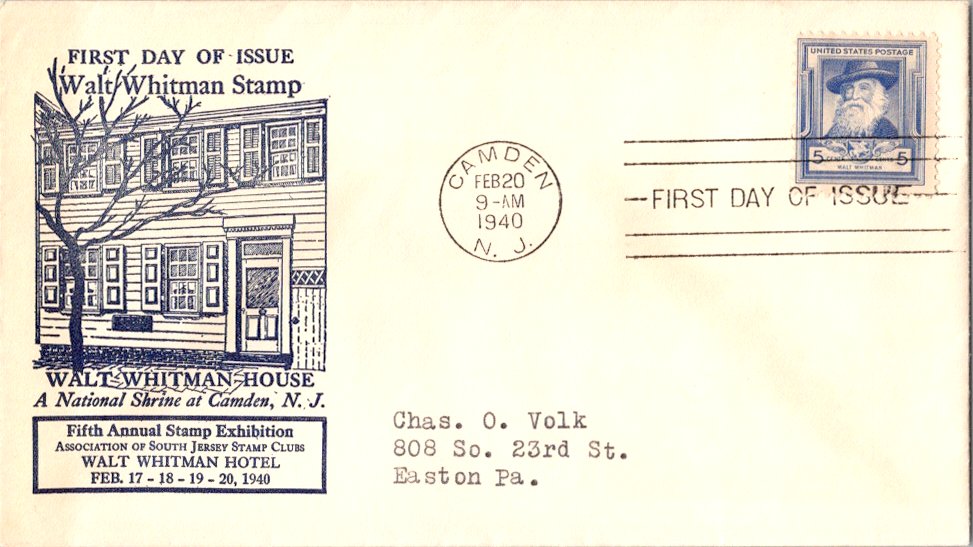 FIRST DAY OF ISSUE
Walt Whitman Stamp
WALT WHITMAN HOUSE
A National Shrine at Camden, N. J.
Fifth Annual Stamp Exhibition
ASSOCIATION OF SOUTH JERSEY STAMP CLUBS
WALT WHITMAN HOTEL
FEB. 17 - 18 - 19 - 20, 1940
CAMDEN
FEB 20
9-AM
1940
N. J.
UNITED STATES POSTAGE
5 5
WALT WHITMAN
FIRST DAY OF ISSUE
Chas. O. Volk
808 So. 23rd St.
Easton Pa.